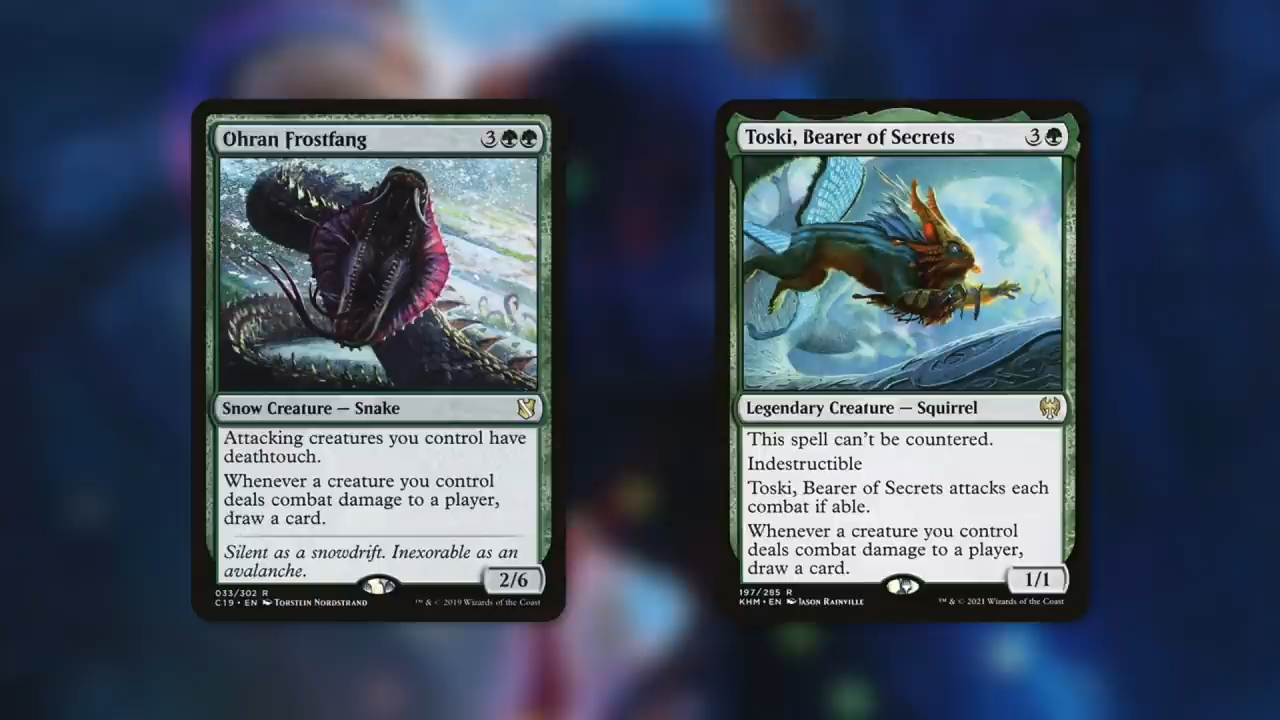 Ohran Frostfang 3
Snow Creature — Snake
Attacking creatures you control have
deathtouch.
Whenever a creature you control
deals combat damage to a player,
draw a card.
Silent as a snowdrift. Inexorable as an
avalanche.
2/6
033/302 R
C19 • EN Torstein Nordstrand ™ & © 2019 Wizards of the Coast
Toski, Bearer of Secrets 3
Legendary Creature — Squirrel
This spell can't be countered.
Indestructible
Toski, Bearer of Secrets attacks each
combat if able.
Whenever a creature you control
deals combat damage to a player,
draw a card.
1/1
197/285 R
KHM • EN Jason Rainville ™ & © 2021 Wizards of the Coast